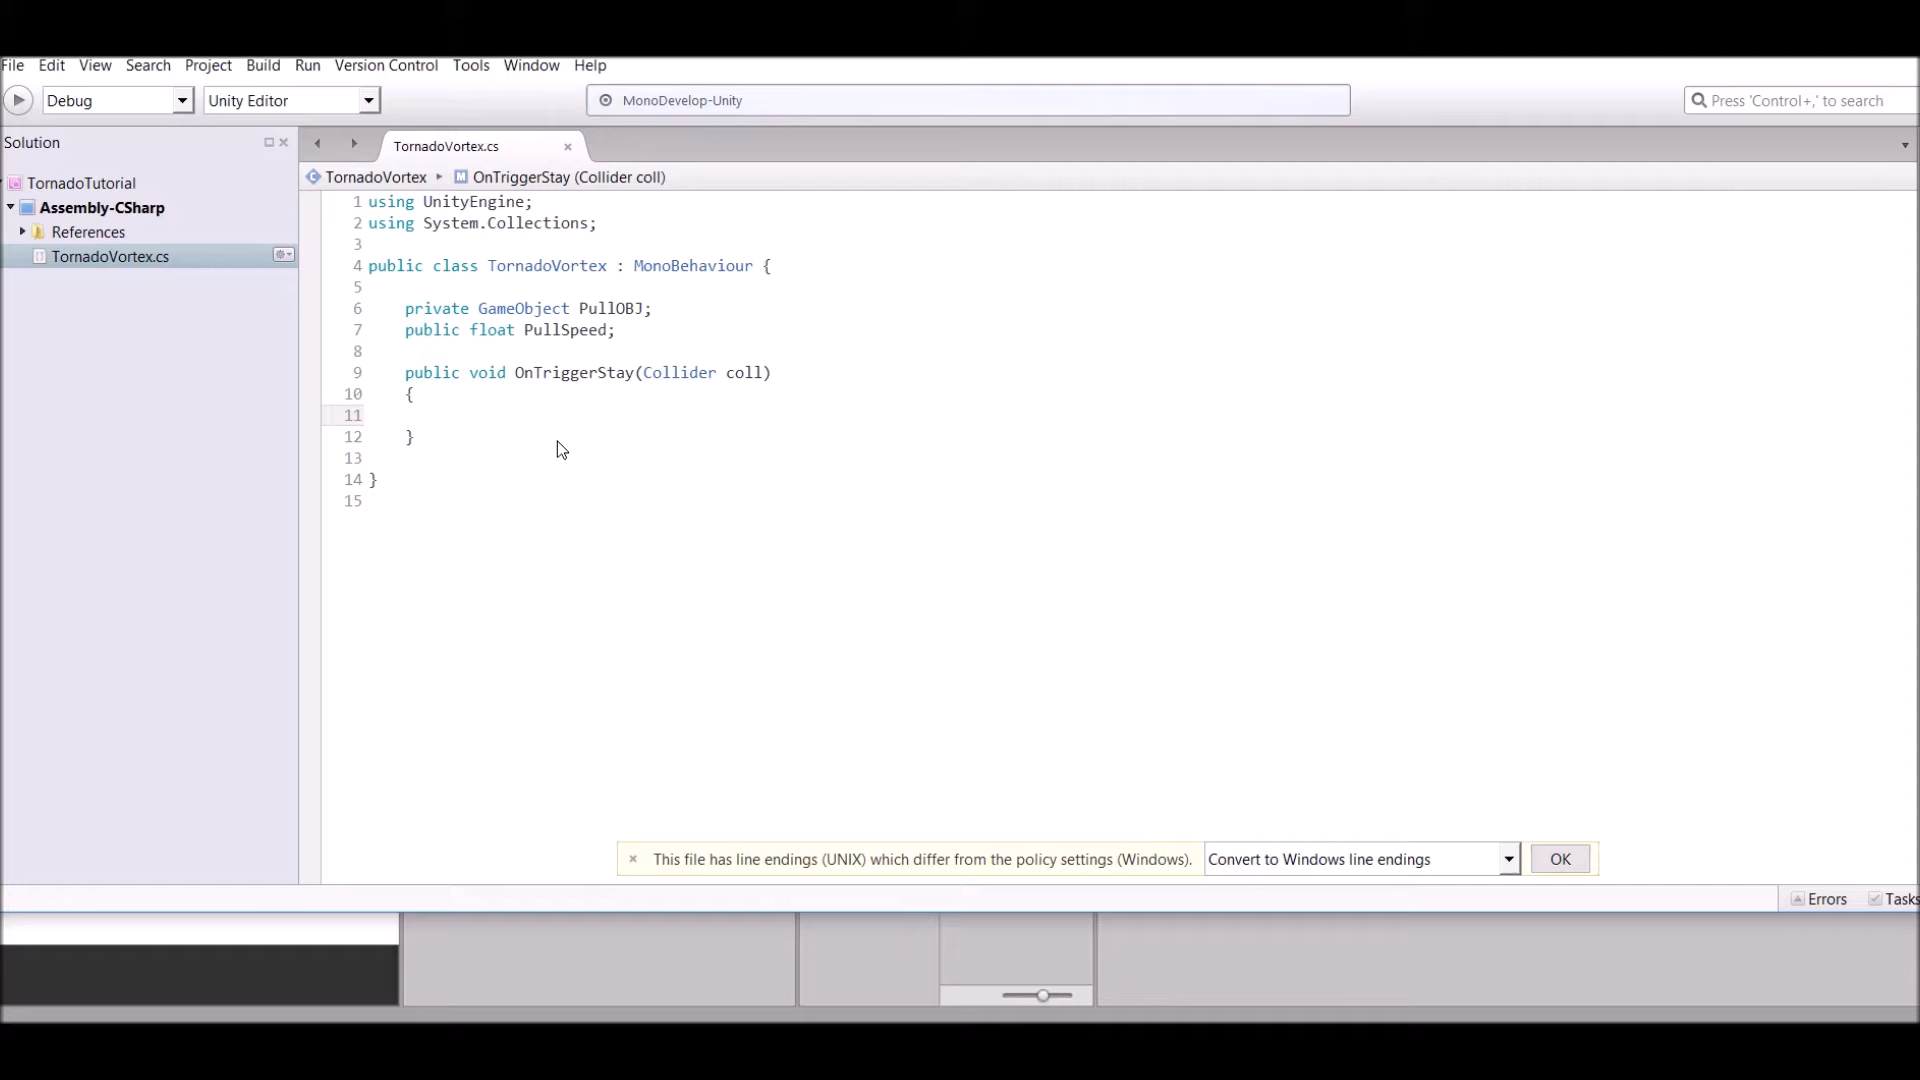 File Edit View Search Project Build Run Version Control Tools Window Help
Debug Unity Editor MonoDevelop-Unity Press 'Control+,' to search
Solution
TornadoVortex.cs
TornadoVortex OnTriggerStay (Collider coll)
TornadoTutorial
Assembly-CSharp
References
TornadoVortex.cs
1 using UnityEngine;
2 using System.Collections;
3
4 public class TornadoVortex : MonoBehaviour {
5
6 private GameObject PullOBJ;
7 public float PullSpeed;
8
9 public void OnTriggerStay(Collider coll)
10 {
11
12 }
13
14 }
15
This file has line endings (UNIX) which differ from the policy settings (Windows). Convert to Windows line endings OK
Errors Tasks